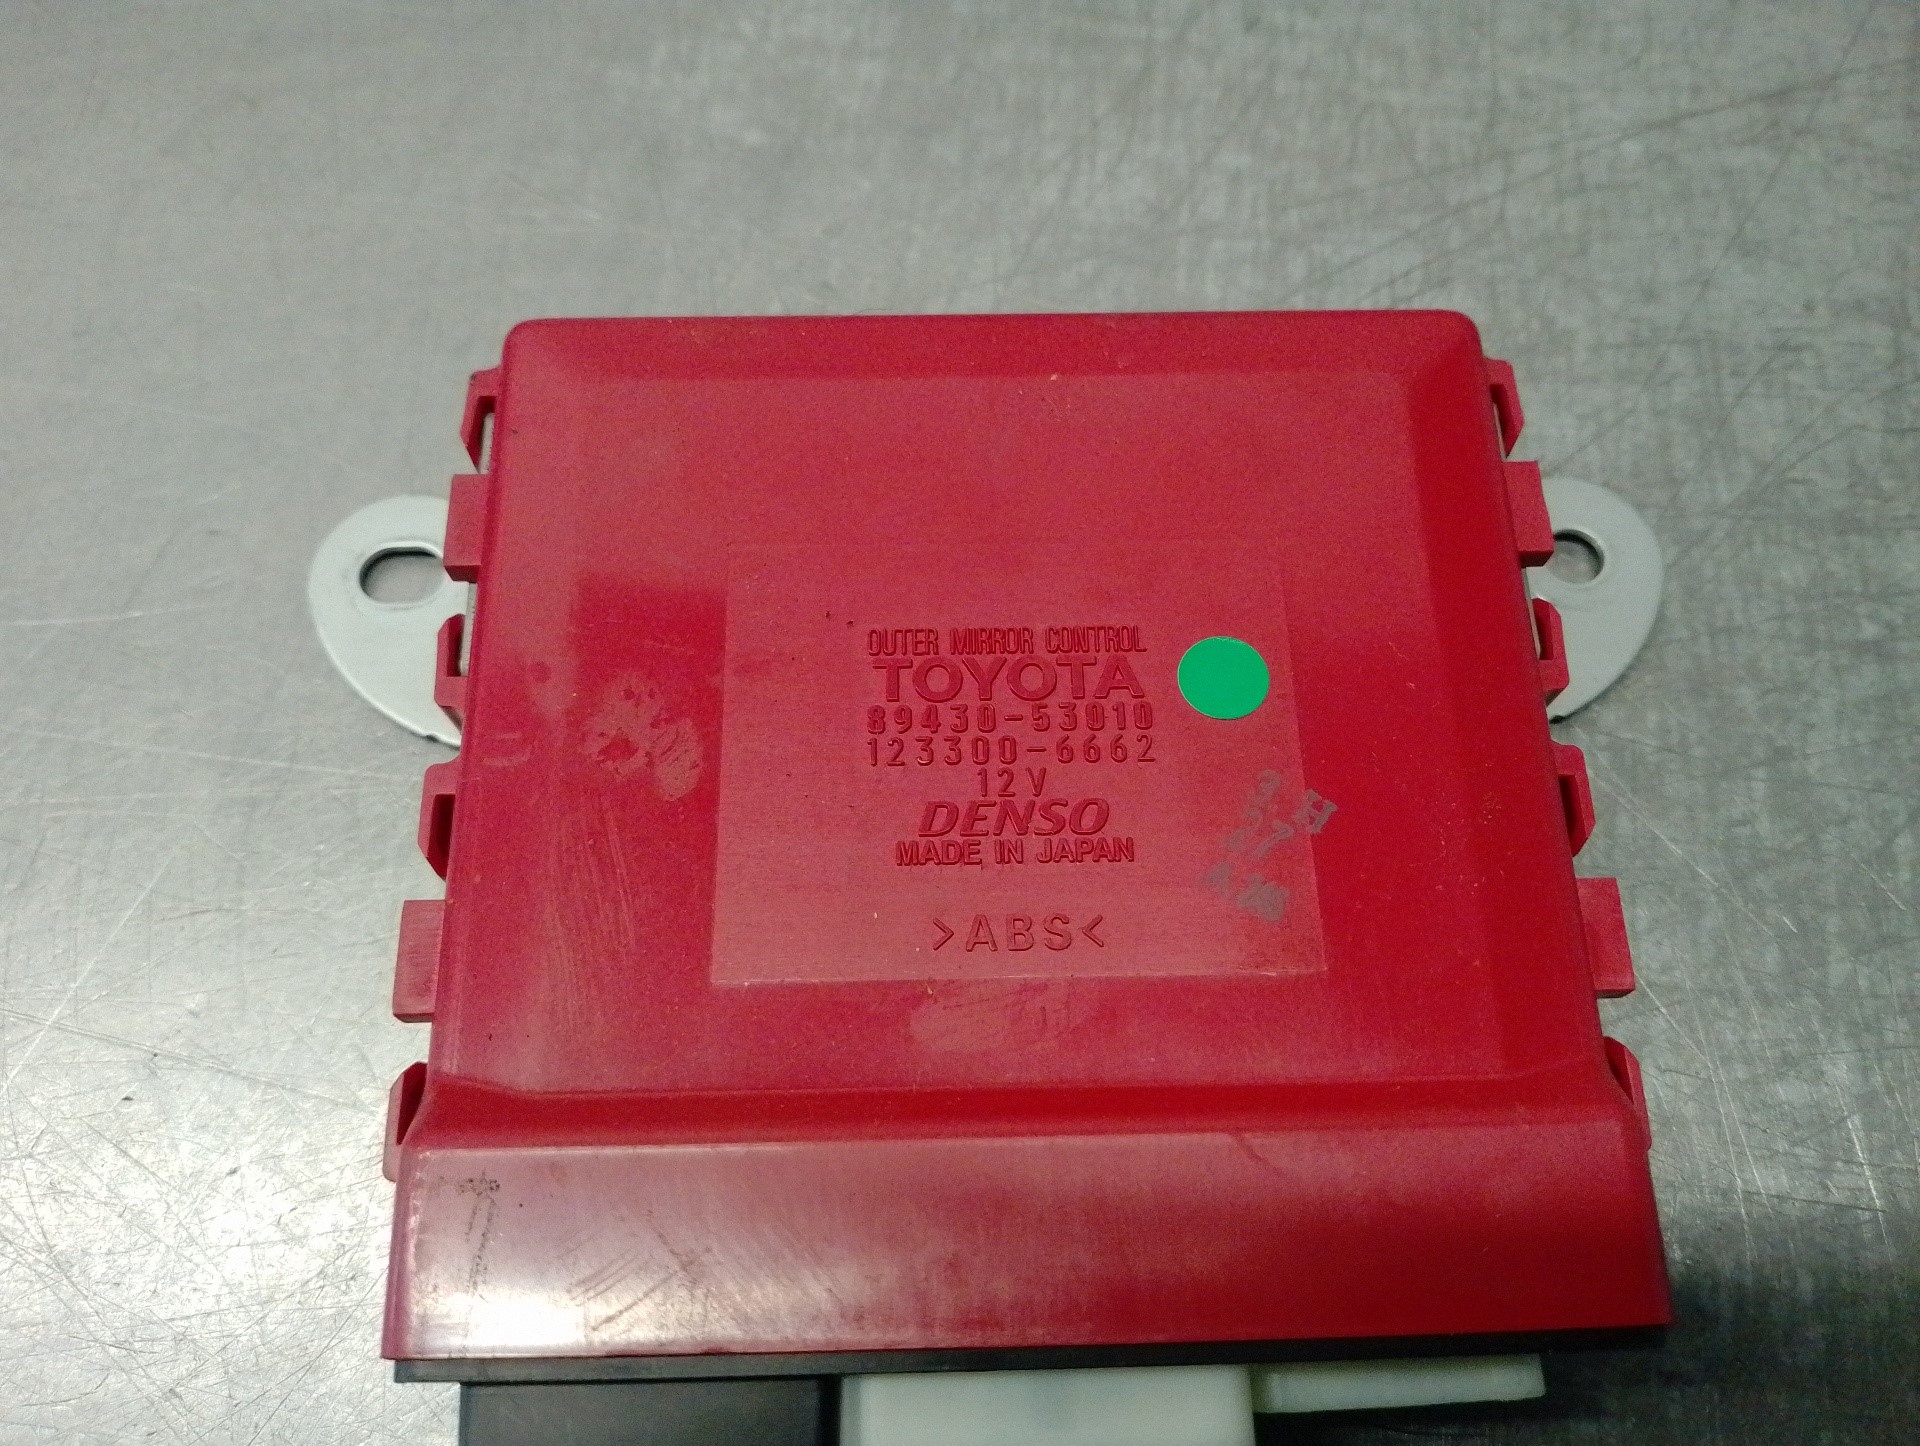 OUTER MIRROR CONTROL
TOYOTA
89430-53010
123300-6662
12V
DENSO
MADE IN JAPAN
>ABS<